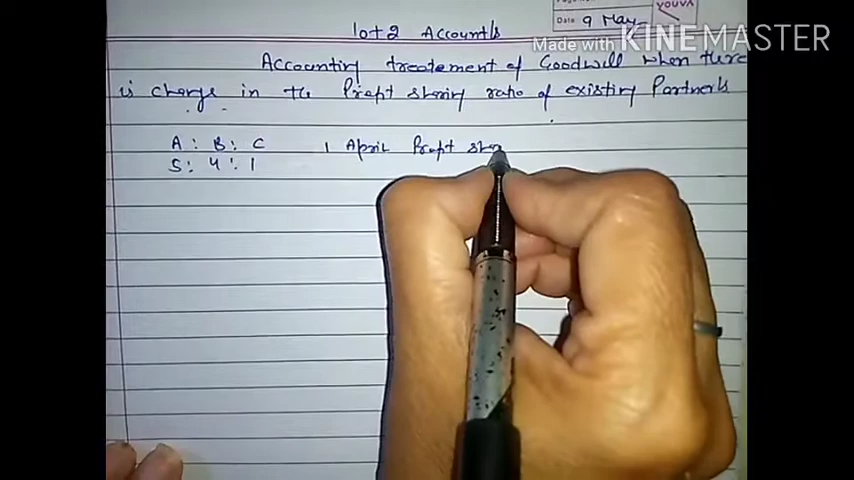 YOUVA
Date 9 May
10+2 Accounts
Made with KINEMASTER
Accounting treatement of Goodwill when there
is change in the Profit sharing ratio of existing Partner's
A : B : C 1 April Profit sha
5 : 4 : 1